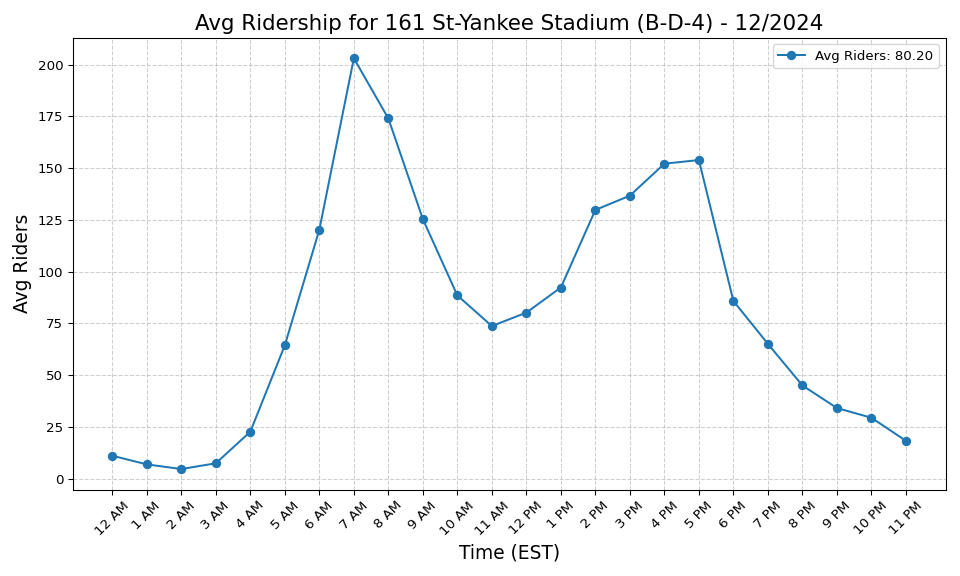 Avg Ridership for 161 St-Yankee Stadium (B-D-4) - 12/2024
Avg Riders: 80.20
Avg Riders
200
175
150
125
100
75
50
25
0
12 AM
1 AM
2 AM
3 AM
4 AM
5 AM
6 AM
7 AM
8 AM
9 AM
10 AM
11 AM
12 PM
1 PM
2 PM
3 PM
4 PM
5 PM
6 PM
7 PM
8 PM
9 PM
10 PM
11 PM
Time (EST)